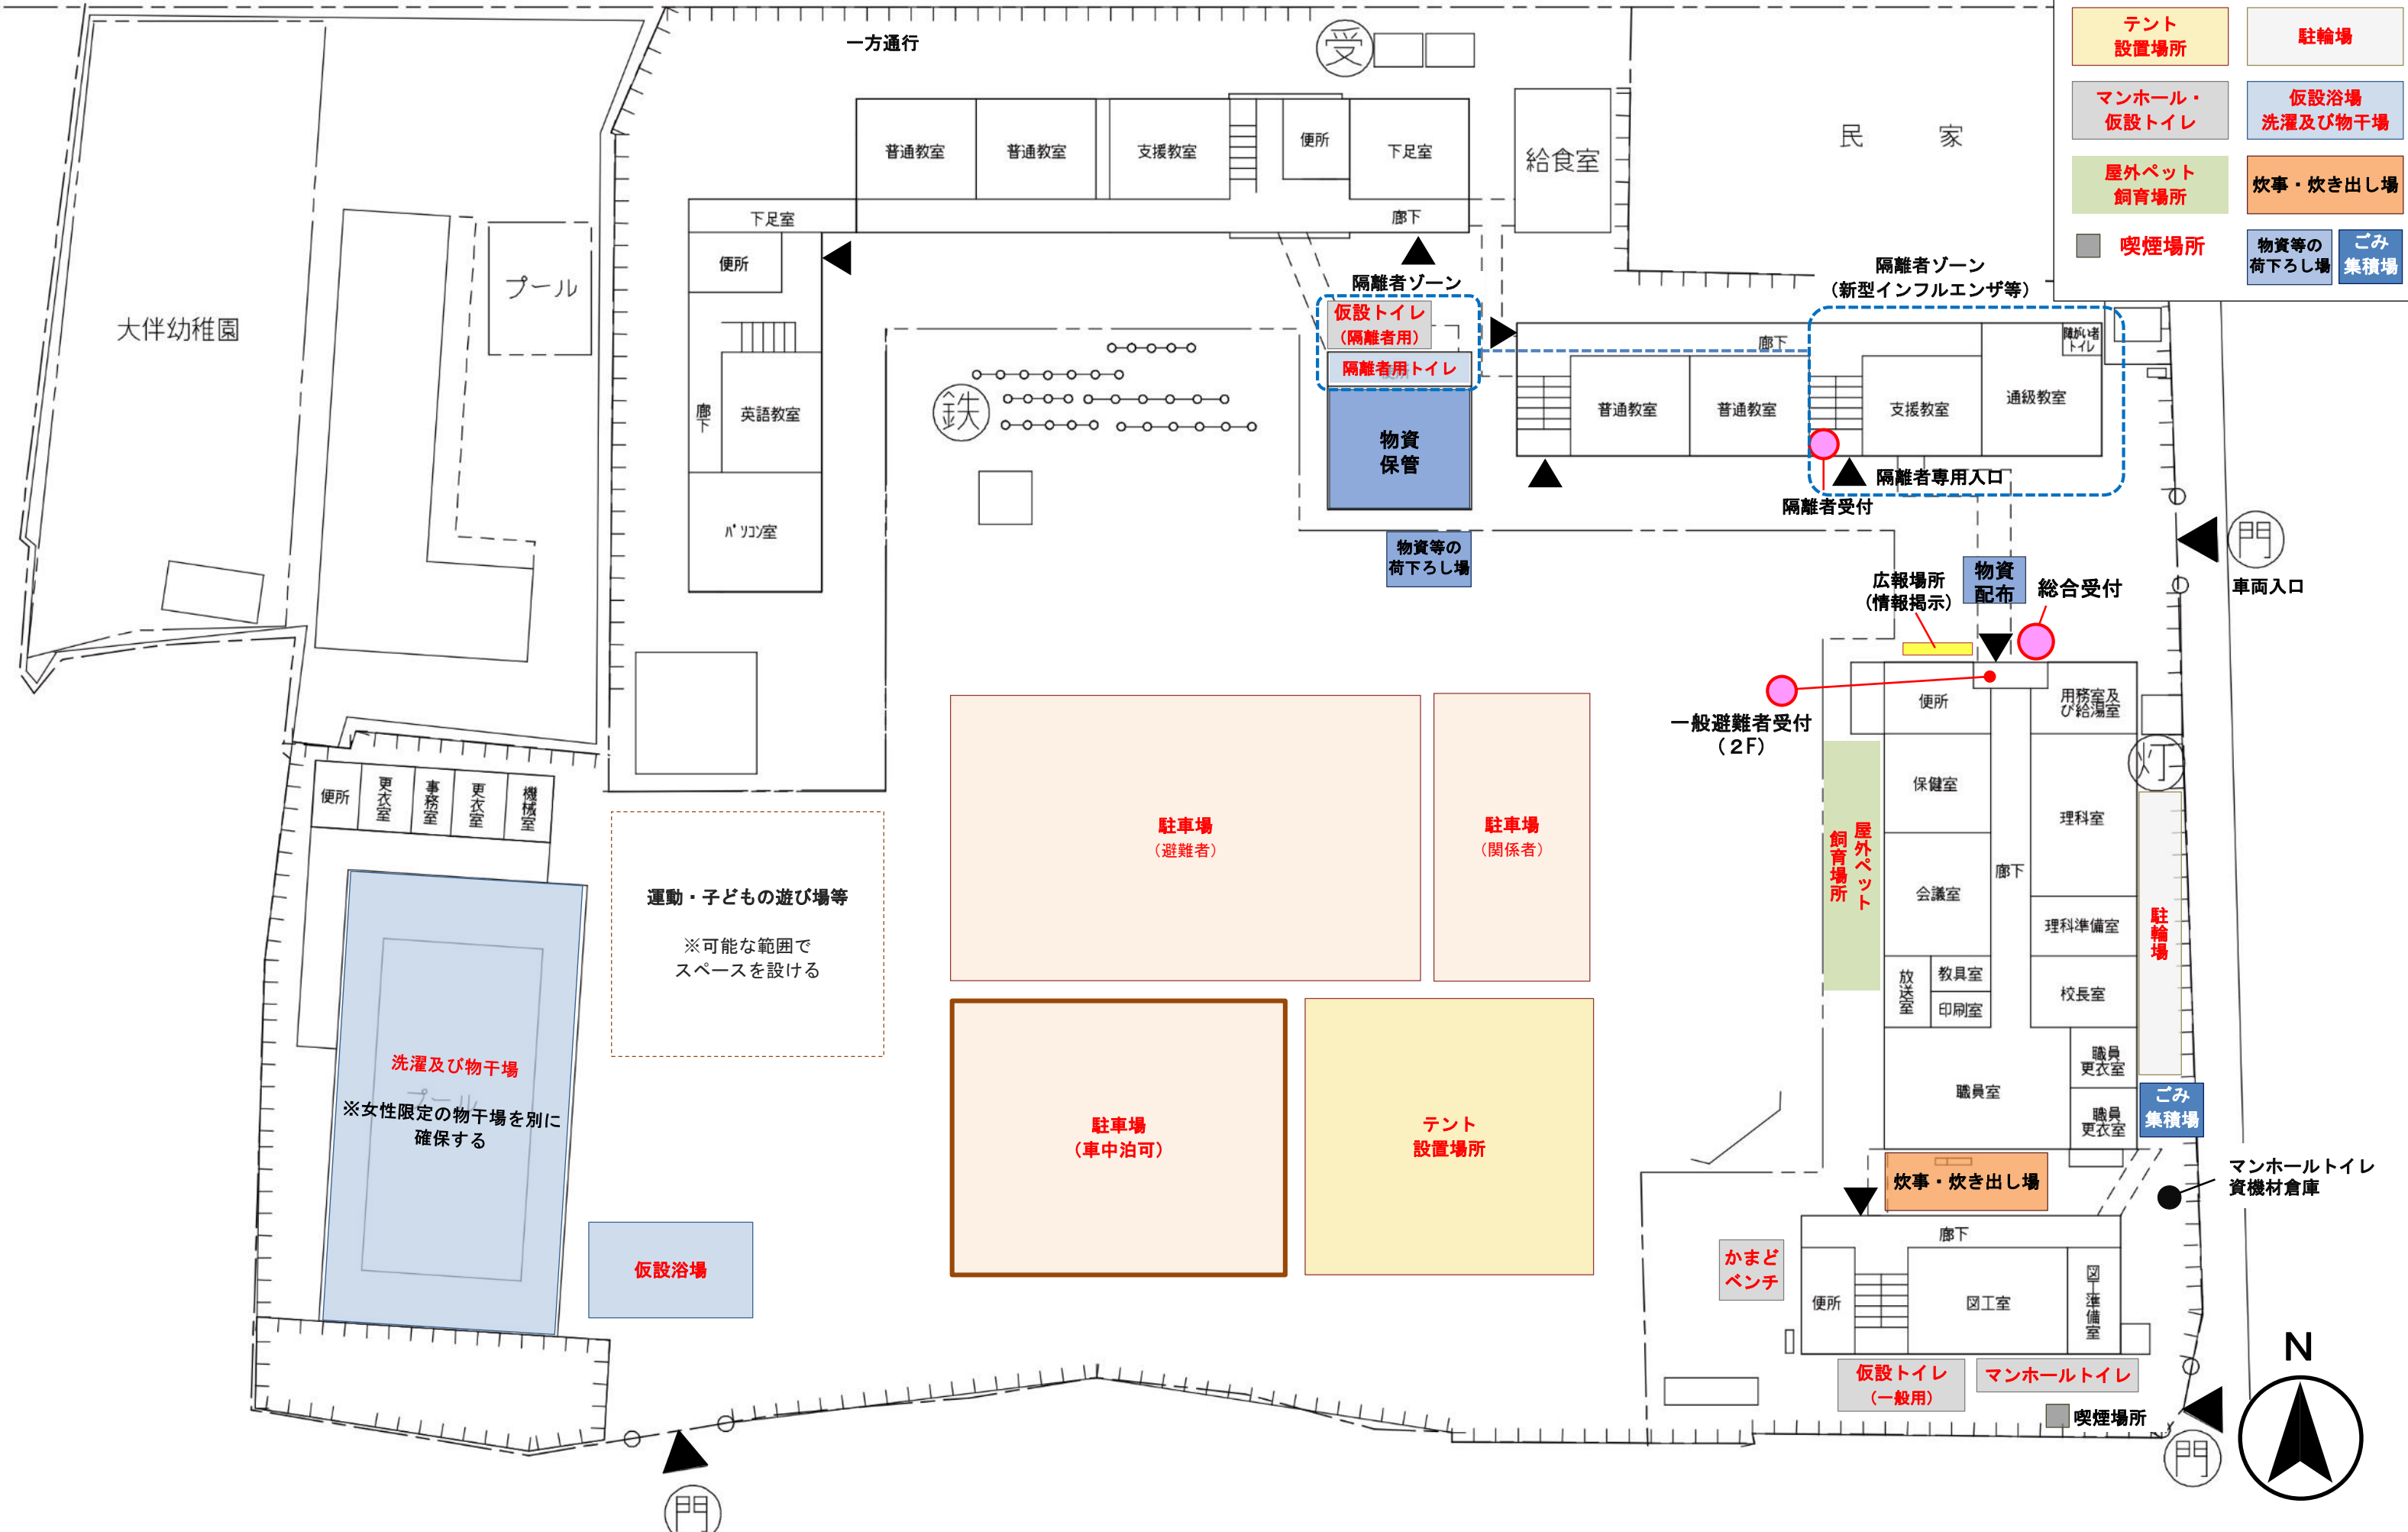 一方通行
受
テント
設置場所
駐輪場
マンホール・
仮設トイレ
仮設浴場
洗濯及び物干場
屋外ペット
飼育場所
炊事・炊き出し場
喫煙場所
物資等の
荷下ろし場
ごみ
集積場
普通教室
普通教室
支援教室
便所
下足室
給食室
民 家
下足室
廊下
便所
プール
大伴幼稚園
隔離者ゾーン
仮設トイレ
(隔離者用)
隔離者用トイレ
隔離者ゾーン
(新型インフルエンザ等)
廊下
障がい者
トイレ
普通教室
普通教室
支援教室
通級教室
廊下
英語教室
鉄
物資
保管
パソコン室
隔離者専用入口
隔離者受付
物資等の
荷下ろし場
門
車両入口
広報場所
(情報掲示)
物資
配布
総合受付
一般避難者受付
(2F)
便所
用務室及
び給湯室
灯
保健室
理科室
屋外ペット
飼育場所
会議室
廊下
理科準備室
駐輪場
放送室
教具室
印刷室
校長室
職員室
職員
更衣室
職員
更衣室
ごみ
集積場
便所
更衣室
事務室
更衣室
機械室
運動・子どもの遊び場等
※可能な範囲で
スペースを設ける
駐車場
(避難者)
駐車場
(関係者)
洗濯及び物干場
プール
※女性限定の物干場を別に
確保する
駐車場
(車中泊可)
テント
設置場所
仮設浴場
炊事・炊き出し場
マンホールトイレ
資機材倉庫
かまど
ベンチ
廊下
便所
図工室
図工準備室
仮設トイレ
(一般用)
マンホールトイレ
喫煙場所
N
門
門